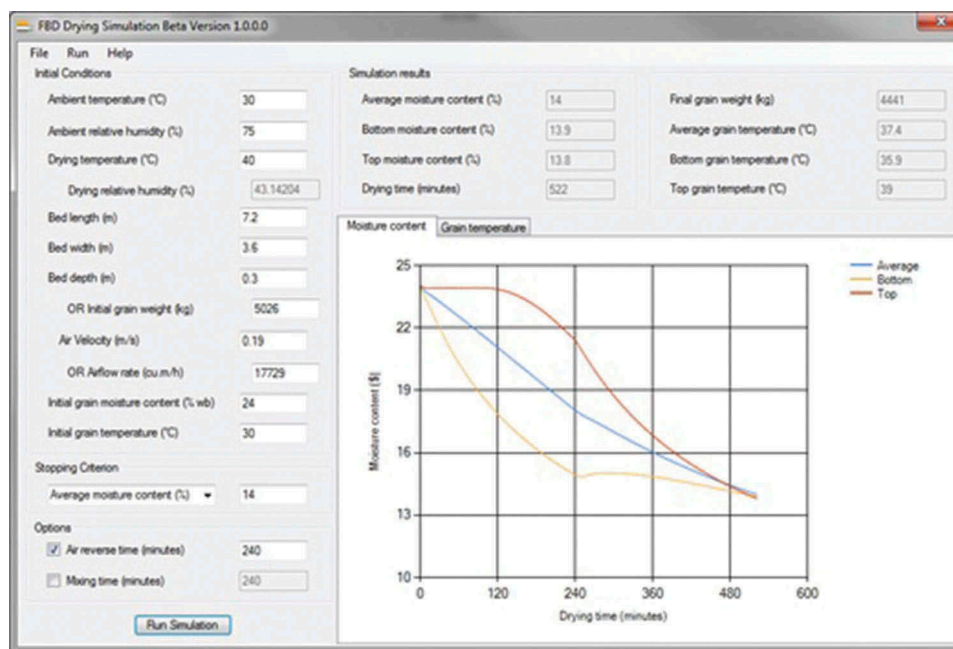 FBD Drying Simulation Beta Version 1.0.0.0
File Run Help
Initial Conditions
Ambient temperature (°C) 30
Ambient relative humidity (%) 75
Drying temperature (°C) 40
Drying relative humidity (%) 43.14204
Bed length (m) 7.2
Bed width (m) 3.6
Bed depth (m) 0.3
OR Initial grain weight (kg) 5026
Air Velocity (m/s) 0.19
OR Airflow rate (cu.m/h) 17729
Initial grain moisture content (% wb) 24
Initial grain temperature (°C) 30
Stopping Criterion
Average moisture content (%) 14
Options
Air reverse time (minutes) 240
Mixing time (minutes) 240
Run Simulation
Simulation results
Average moisture content (%) 14
Bottom moisture content (%) 13.9
Top moisture content (%) 13.8
Drying time (minutes) 522
Final grain weight (kg) 4441
Average grain temperature (°C) 37.4
Bottom grain temperature (°C) 35.9
Top grain tempeture (°C) 39
Moisture content Grain temperature
Moisture content ($)
25
22
19
16
13
10
0 120 240 360 480 600
Drying time (minutes)
Average
Bottom
Top